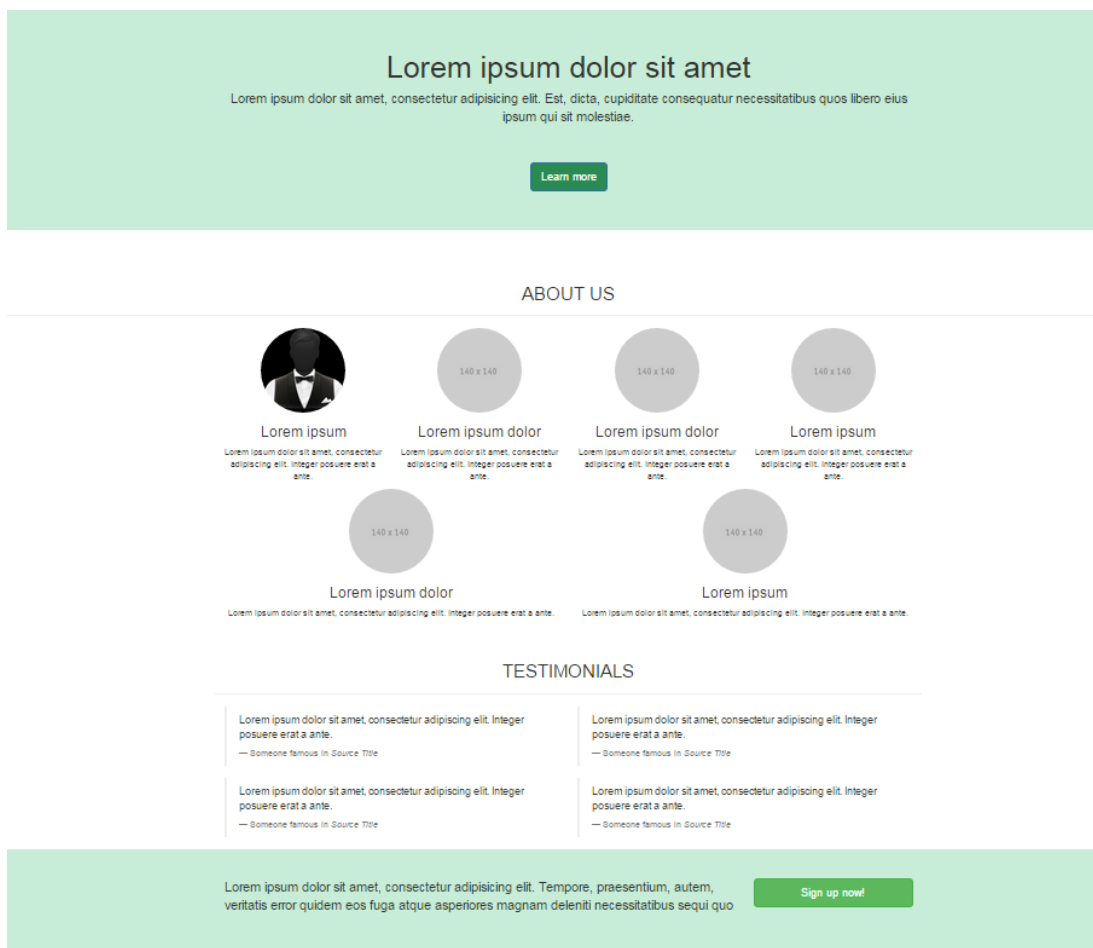 Lorem ipsum dolor sit amet
Lorem ipsum dolor sit amet, consectetur adipisicing elit. Est, dicta, cupiditate consequatur necessitatibus quos libero eius
ipsum qui sit molestiae.
Learn more
ABOUT US
140 x 140
140 x 140
140 x 140
Lorem ipsum
Lorem ipsum dolor
Lorem ipsum dolor
Lorem ipsum
Lorem ipsum dolor sit amet, consectetur
adipiscing elit. Integer posuere erat a
ante.
Lorem ipsum dolor sit amet, consectetur
adipiscing elit. Integer posuere erat a
ante.
Lorem ipsum dolor sit amet, consectetur
adipiscing elit. Integer posuere erat a
ante.
Lorem ipsum dolor sit amet, consectetur
adipiscing elit. Integer posuere erat a
ante.
140 x 140
140 x 140
Lorem ipsum dolor
Lorem ipsum
Lorem ipsum dolor sit amet, consectetur adipiscing elit. Integer posuere erat a ante.
Lorem ipsum dolor sit amet, consectetur adipiscing elit. Integer posuere erat a ante.
TESTIMONIALS
Lorem ipsum dolor sit amet, consectetur adipiscing elit. Integer
posuere erat a ante.
— Someone famous in Source Title
Lorem ipsum dolor sit amet, consectetur adipiscing elit. Integer
posuere erat a ante.
— Someone famous in Source Title
Lorem ipsum dolor sit amet, consectetur adipiscing elit. Integer
posuere erat a ante.
— Someone famous in Source Title
Lorem ipsum dolor sit amet, consectetur adipiscing elit. Integer
posuere erat a ante.
— Someone famous in Source Title
Lorem ipsum dolor sit amet, consectetur adipisicing elit. Tempore, praesentium, autem,
veritatis error quidem eos fuga atque asperiores magnam deleniti necessitatibus sequi quo
Sign up now!